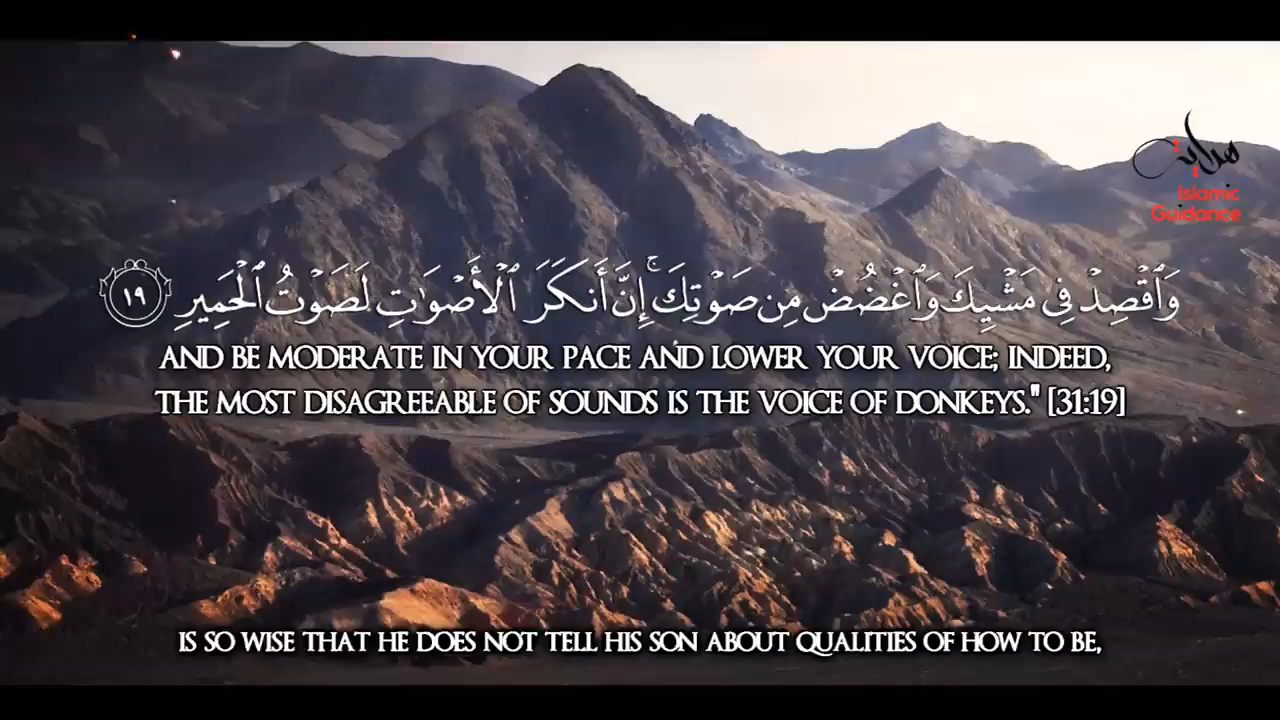 هداية
Islamic
Guidance
وَٱقۡصِدۡ فِي مَشۡيِكَ وَٱغۡضُضۡ مِن صَوۡتِكَۚ إِنَّ أَنكَرَ ٱلۡأَصۡوَٰتِ لَصَوۡتُ ٱلۡحَمِيرِ ١٩
AND BE MODERATE IN YOUR PACE AND LOWER YOUR VOICE; INDEED,
THE MOST DISAGREEABLE OF SOUNDS IS THE VOICE OF DONKEYS." [31:19]
IS SO WISE THAT HE DOES NOT TELL HIS SON ABOUT QUALITIES OF HOW TO BE,